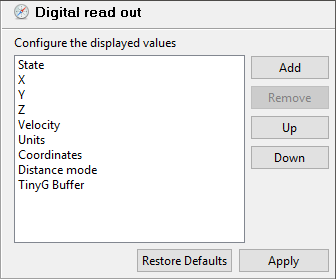 Digital read out
Configure the displayed values
State
X
Y
Z
Velocity
Units
Coordinates
Distance mode
TinyG Buffer
Add
Remove
Up
Down
Restore Defaults
Apply